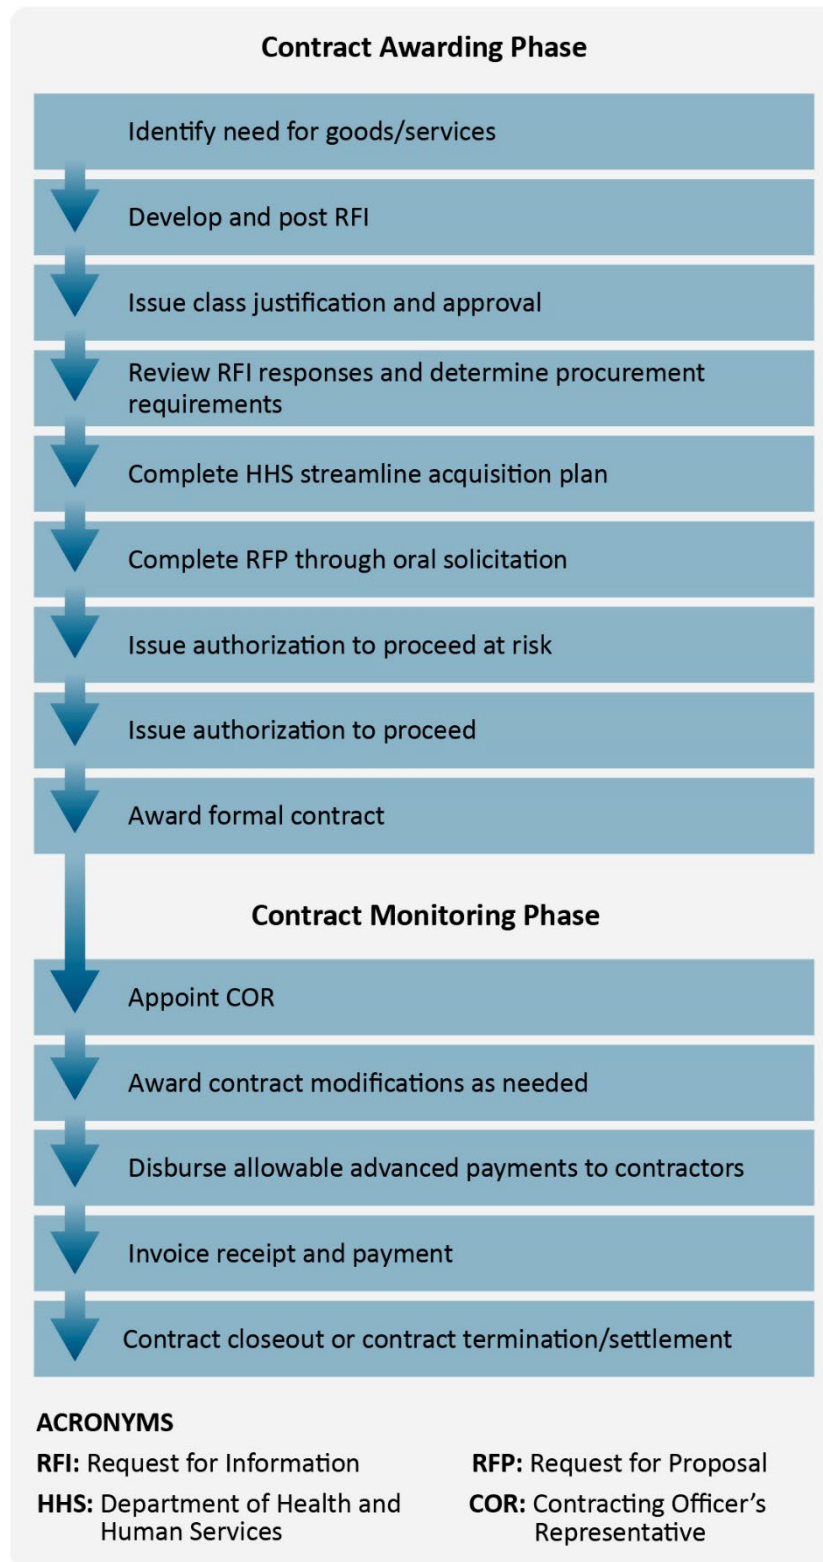 Contract Awarding Phase
Identify need for goods/services
Develop and post RFI
Issue class justification and approval
Review RFI responses and determine procurement
requirements
Complete HHS streamline acquisition plan
Complete RFP through oral solicitation
Issue authorization to proceed at risk
Issue authorization to proceed
Award formal contract
Contract Monitoring Phase
Appoint COR
Award contract modifications as needed
Disburse allowable advanced payments to contractors
Invoice receipt and payment
Contract closeout or contract termination/settlement
ACRONYMS
RFI: Request for Information
HHS: Department of Health and
Human Services
RFP: Request for Proposal
COR: Contracting Officer’s
Representative